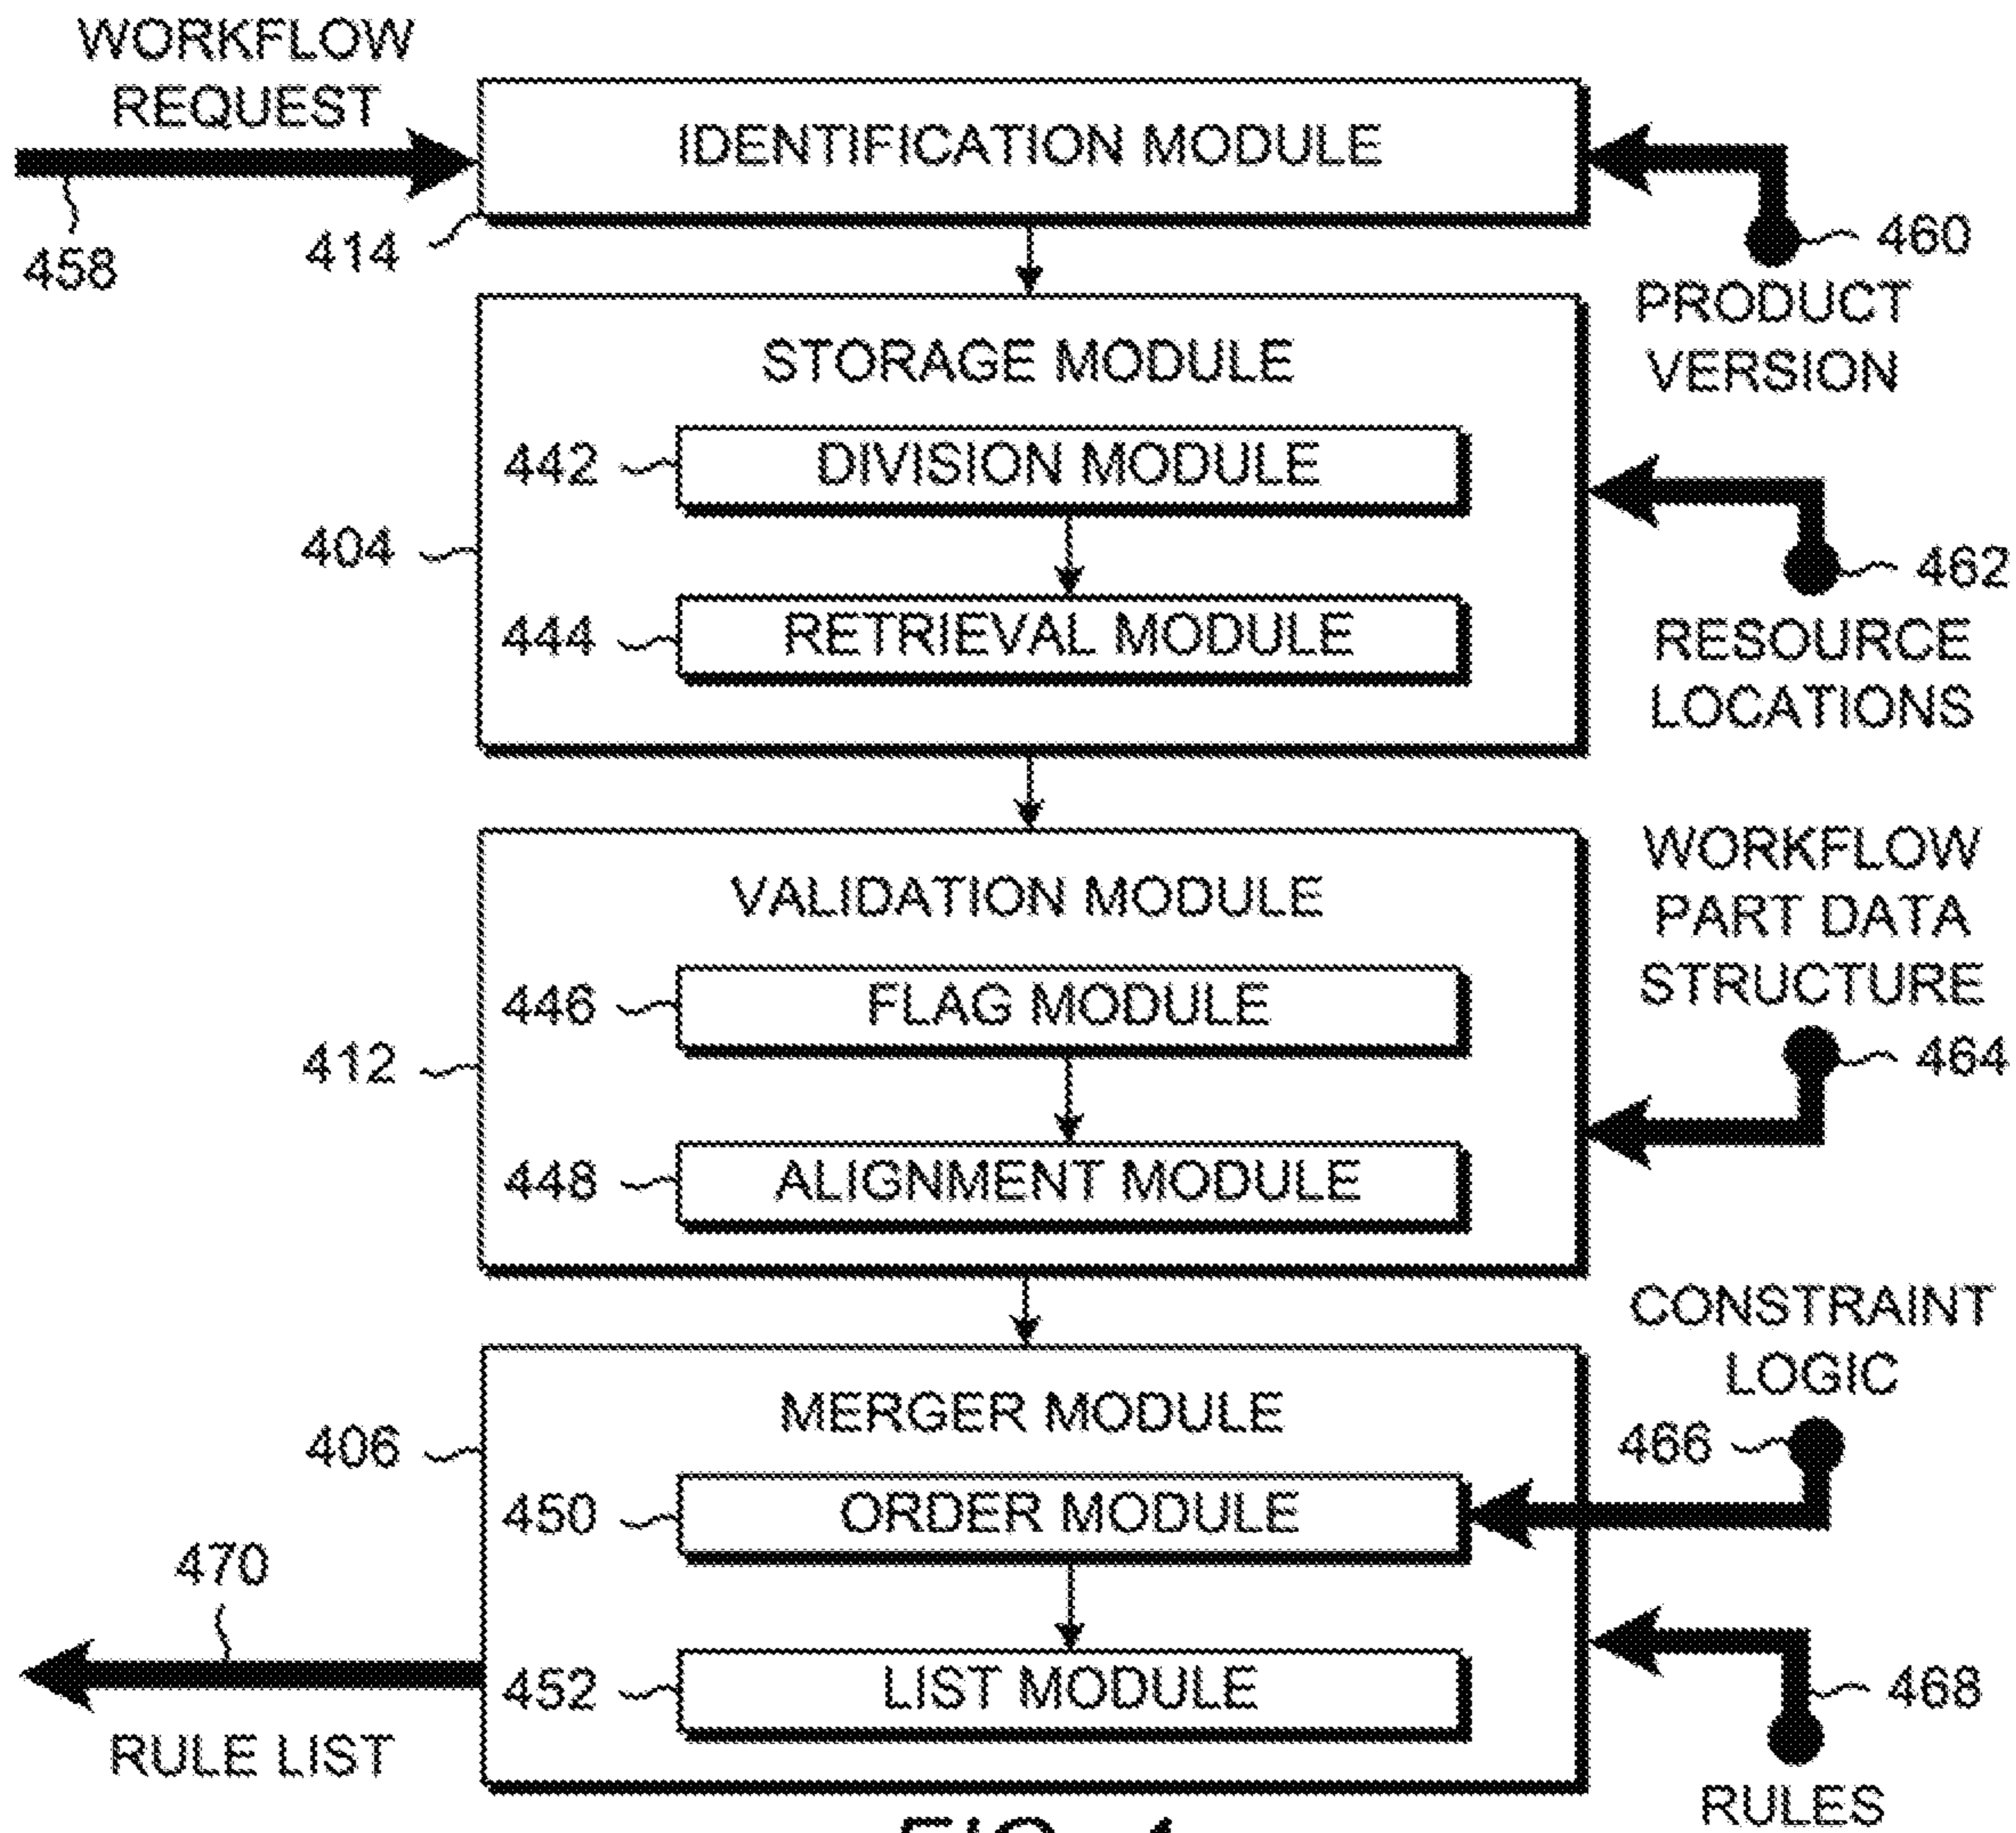 WORKFLOW
REQUEST
458
IDENTIFICATION MODULE
414
460
PRODUCT
VERSION
STORAGE MODULE
442
DIVISION MODULE
404
462
444
RETRIEVAL MODULE
RESOURCE
LOCATIONS
VALIDATION MODULE
WORKFLOW
PART DATA
STRUCTURE
446
FLAG MODULE
412
464
448
ALIGNMENT MODULE
CONSTRAINT
LOGIC
MERGER MODULE
406
466
450
ORDER MODULE
470
452
LIST MODULE
468
RULE LIST
RULES